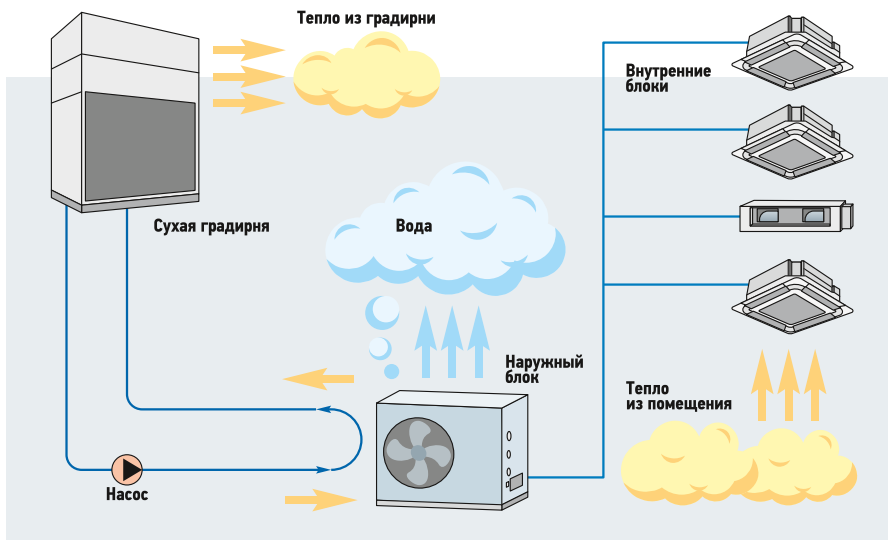 Тепло из градирни
Внутренние
блоки
Сухая градирня
Вода
Наружный
блок
Тепло
из помещения
Насос